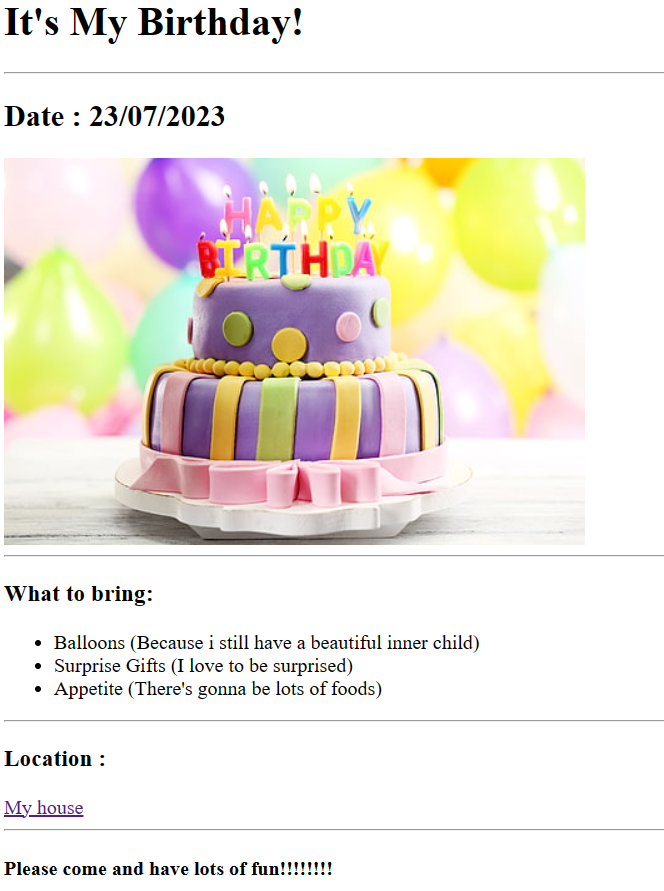 It's My Birthday!
Date : 23/07/2023
HAPPY
BIRTHDAY
What to bring:
Balloons (Because i still have a beautiful inner child)
Surprise Gifts (I love to be surprised)
Appetite (There's gonna be lots of foods)
Location :
My house
Please come and have lots of fun!!!!!!!!